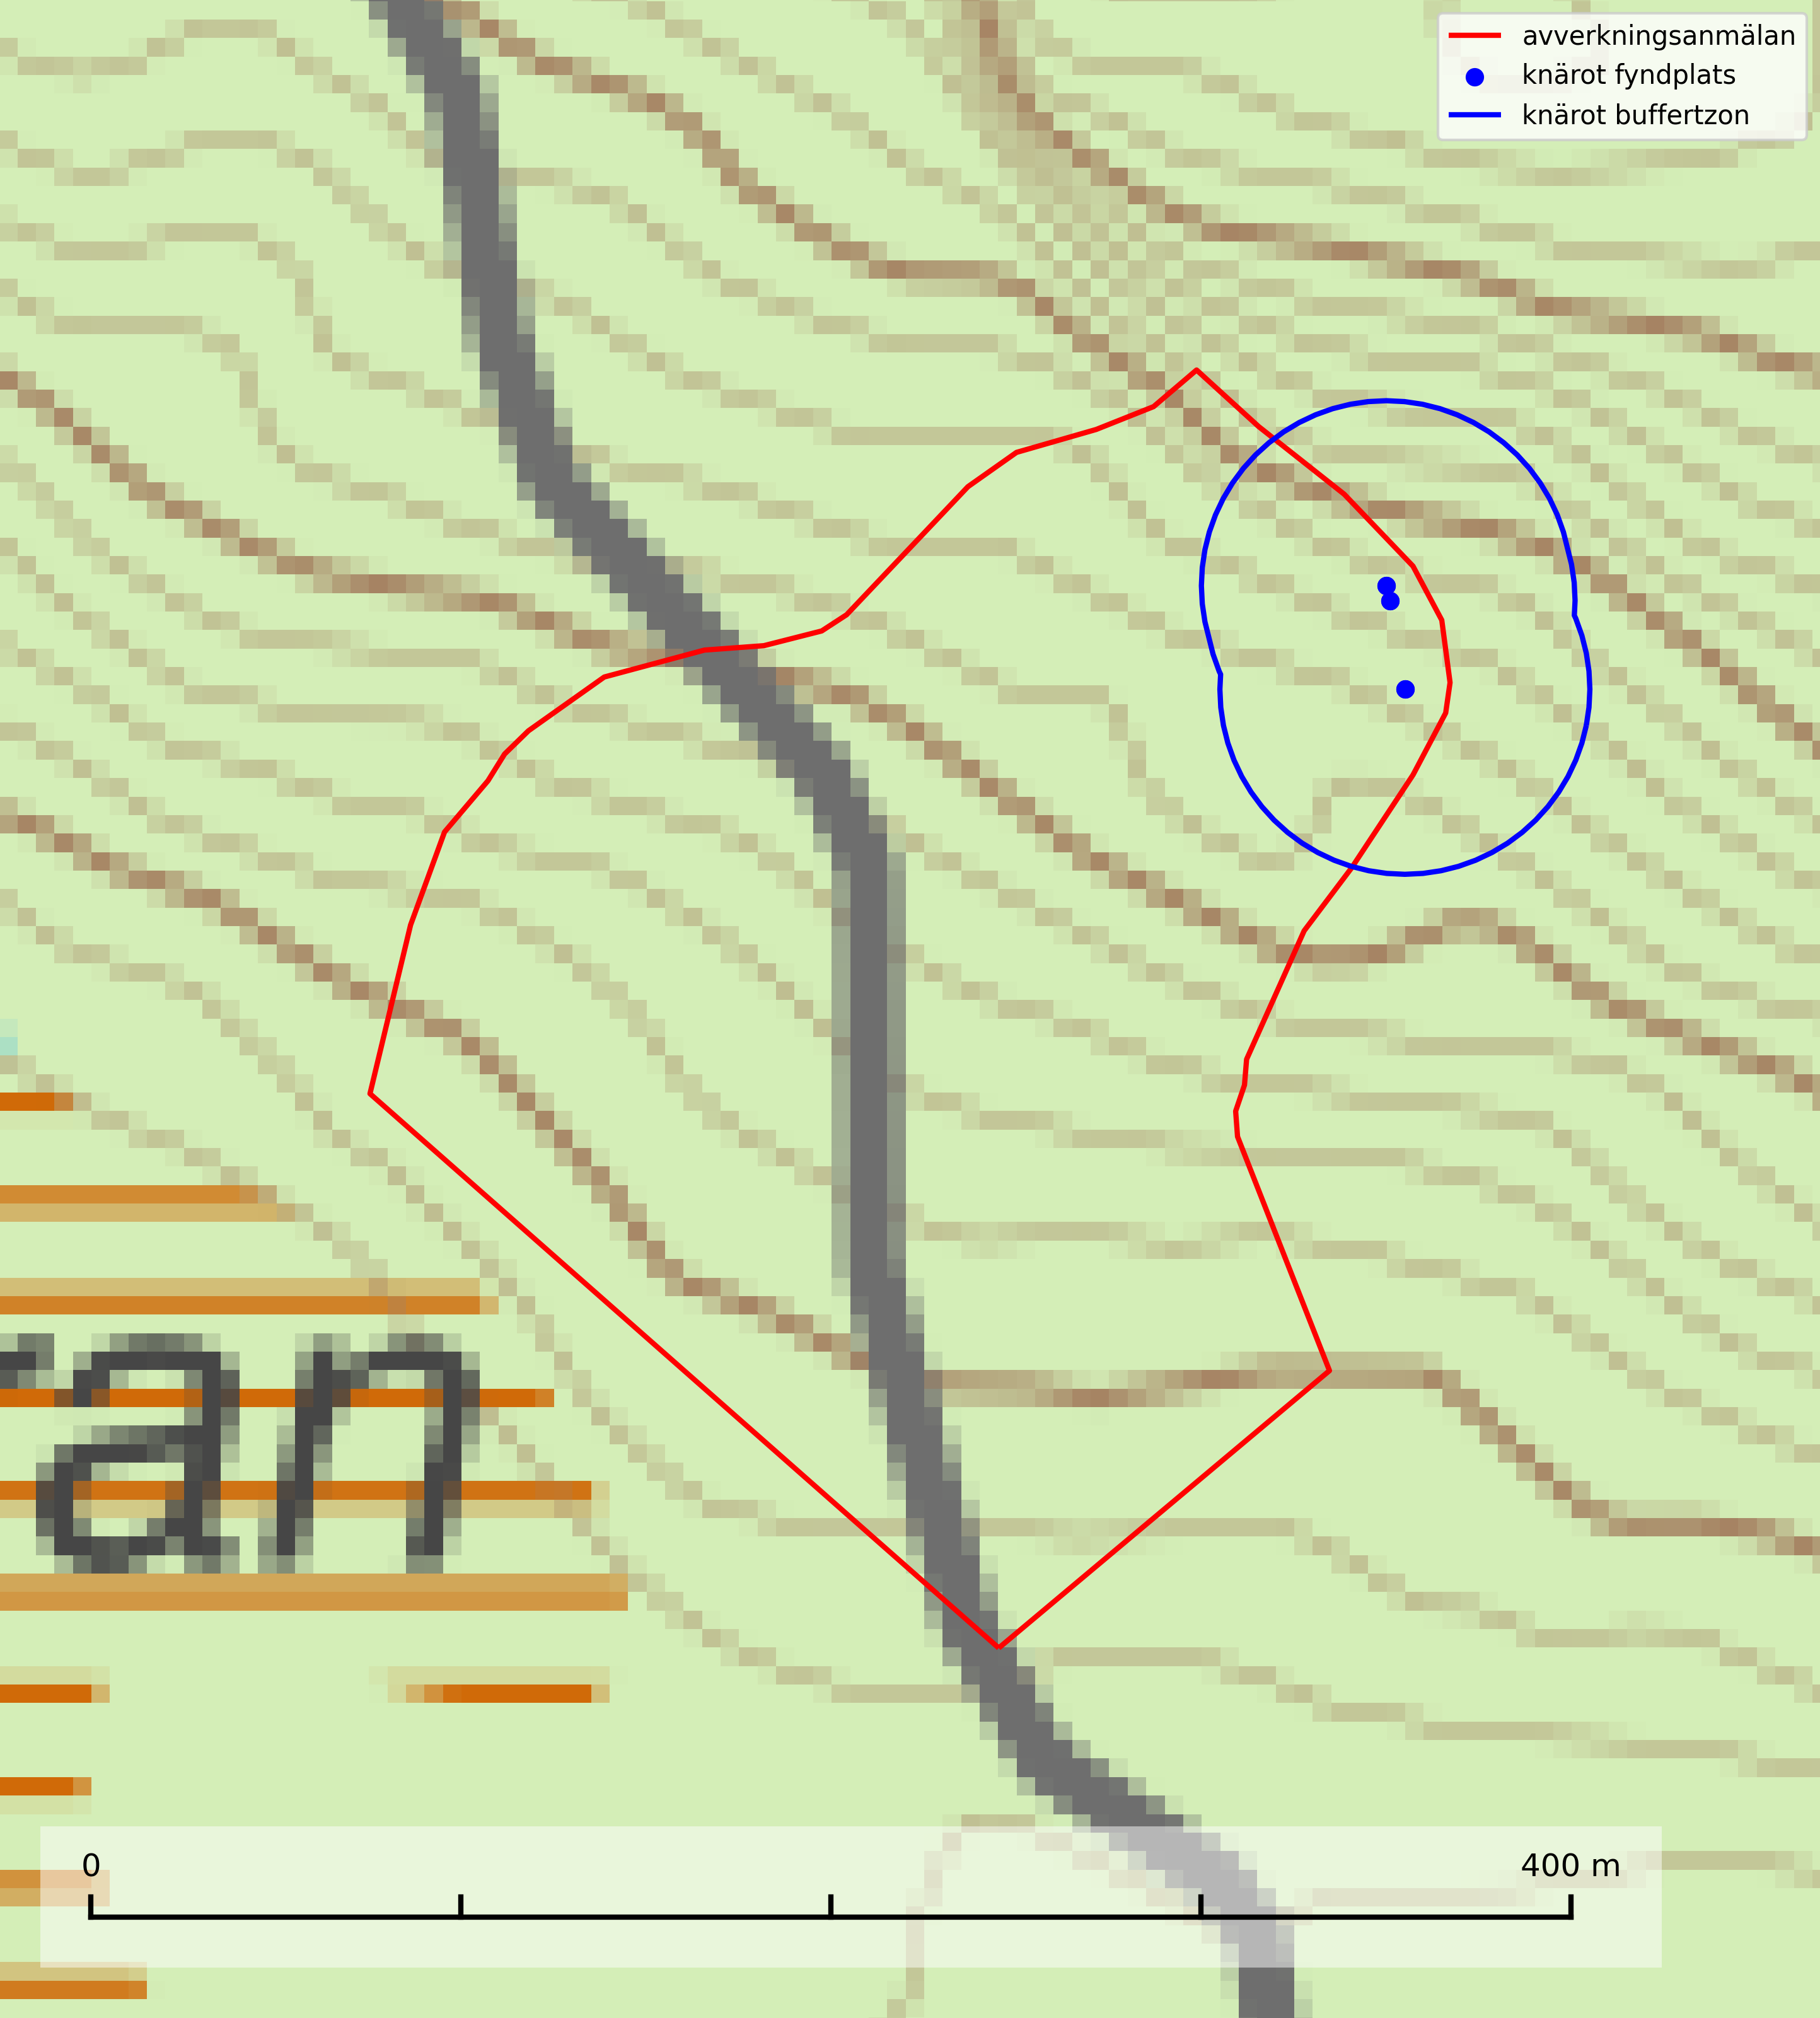 avverkningsanmälan
knärot fyndplats
knärot buffertzon
an
0 400 m